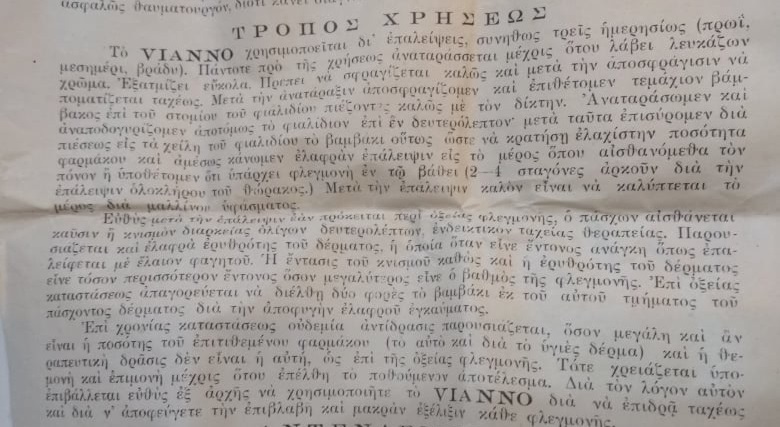 ἀσφαλῶς θαυματουργόν, διότι κάνει
ΤΡΟΠΟΣ ΧΡΗΣΕΩΣ
Τὸ VIANNO χρησιμοποεῖται δι' ἐπαλείψεις, συνηθως τρεῖς ἡμερησίως (πρωΐ,
μεσημέρι, βράδυ). Πάντοτε πρὸ τῆς χρήσεως ἀναταράσσεται μέχρις ὅτου λάβει λευκάζων
χρῶμα. Ἐξατμίζει εὔκολα. Πρέπει νὰ σφραγίζεται καλῶς καὶ μετὰ τὴν ἀποσφράγισιν νὰ
πωματίζεται ταχέως. Μετὰ τὴν ἀνατάραξιν ἀποσφραγίζομεν καὶ ἐπιθέτομεν τεμάχιον βάμ-
βακος ἐπὶ τοῦ στομίου τοῦ φιαλιδίου πιέζοντες καλῶς μὲ τὸν δίκτην. Ἀναταράσωμεν καὶ
ἀναποδογυρίζομεν ἀποτόμως τὸ φιαλίδιον ἐπὶ ἓν δευτερόλεπτον· μετὰ ταῦτα ἐπισύρομεν διὰ
πιέσεως εἰς τὰ χείλη τοῦ φιαλιδίου τὸ βαμβάκι οὕτως ὥστε νὰ κρατήσῃ ἐλαχίστην ποσότητα
φαρμάκου καὶ ἀμέσως κάνωμεν ἐλαφρὰν ἐπάλειψιν εἰς τὸ μέρος ὅπου αἰσθανόμεθα τὸν
πόνον ἢ ὑποθέτομεν ὅτι ὑπάρχει φλεγμονὴ ἐν τῷ βάθει (2—4 σταγόνες ἀρκοῦν διὰ τὴν
ἐπάλειψιν ὁλοκλήρου τοῦ θώρακος.) Μετὰ τὴν ἐπάλειψιν καλὸν εἶναι νὰ καλύπτεται τὸ
μέρος διὰ μαλλίνου ὑφάσματος.
Εὐθὺς μετὰ τὴν ἐπάλειψιν ἐὰν πρόκειται περὶ ὀξείας φλεγμονῆς, ὁ πάσχων αἰσθάνεται
καῦσιν ἢ κνισμὸν διαρκείας ὀλίγων δευτερολέπτων, ἐνδεικτικὸν ταχείας θεραπείας. Παρου-
σιάζεται καὶ ἐλαφρὰ ἐρυθρότης τοῦ δέρματος, ἡ ὁποία ὅταν εἶνε ἔντονος ἀνάγκη ὅπως ἐπα-
λείφεται μὲ ἔλαιον φαγητοῦ. Ἡ ἔντασις τοῦ κνισμοῦ καθὼς καὶ ἡ ἐρυθρότης τοῦ δέρματος
εἶνε τόσον περισσότερον ἔντονος ὅσον μεγαλύτερος εἶνε ὁ βαθμὸς τῆς φλεγμονῆς. Ἐπὶ ὀξείας
καταστάσεως ἀπαγορεύεται νὰ διέλθῃ δύο φορὲς τὸ βαμβάκι ἐκ τοῦ αὐτοῦ τμήματος τοῦ
πάσχοντος δέρματος διὰ τὴν ἀποφυγὴν ἐλαφροῦ ἐγκαύματος.
Ἐπὶ χρονίας καταστάσεως οὐδεμία ἀντίδρασις παρουσιάζεται, ὅσον μεγάλη καὶ ἂν
εἶναι ἡ ποσότης τοῦ ἐπιτιθεμένου φαρμάκου (τὸ αὐτὸ καὶ διὰ τὸ ὑγιὲς δέρμα) καὶ ἡ θε-
ραπευτικὴ δρᾶσις δὲν εἶναι ἡ αὐτή, ὡς ἐπὶ τῆς ὀξείας φλεγμονῆς. Τότε χρειάζεται ὑπο-
μονὴ καὶ ἐπιμονὴ μέχρις ὅτου ἐπέλθῃ τὸ ποθούμενον ἀποτέλεσμα. Διὰ τὸν λόγον αὐτὸν
ἐπιβάλλεται εὐθὺς ἐξ ἀρχῆς νὰ χρησιμοποιῆτε τὸ VIANNO διὰ νὰ ἐπιδρᾷ ταχέως
καὶ διὰ ν' ἀποφεύγετε τὴν ἐπιβλαβῆ καὶ μακρὰν ἐξέλιξιν κάθε φλεγμονῆς.